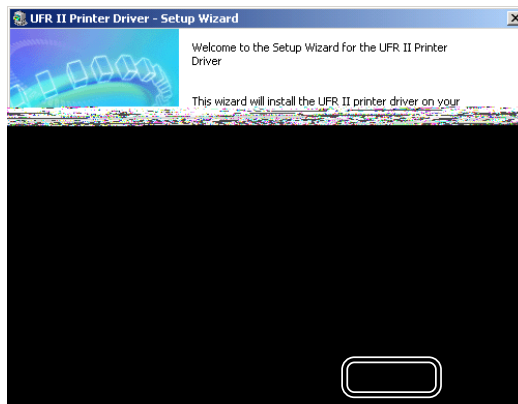 UFR II Printer Driver - Setup Wizard
Welcome to the Setup Wizard for the UFR II Printer
Driver
This wizard will install the UFR II printer driver on your